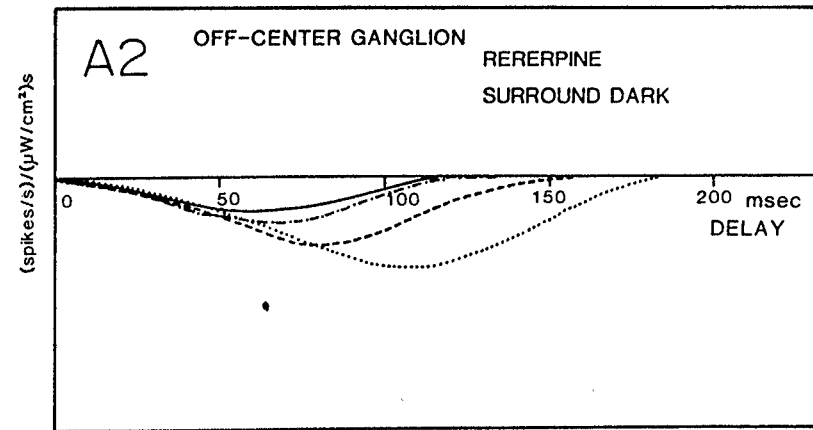 A2
OFF-CENTER GANGLION
RERERPINE
SURROUND DARK
(spikes/s)/(μW/cm²)s
0 50 100 150 200 msec
DELAY